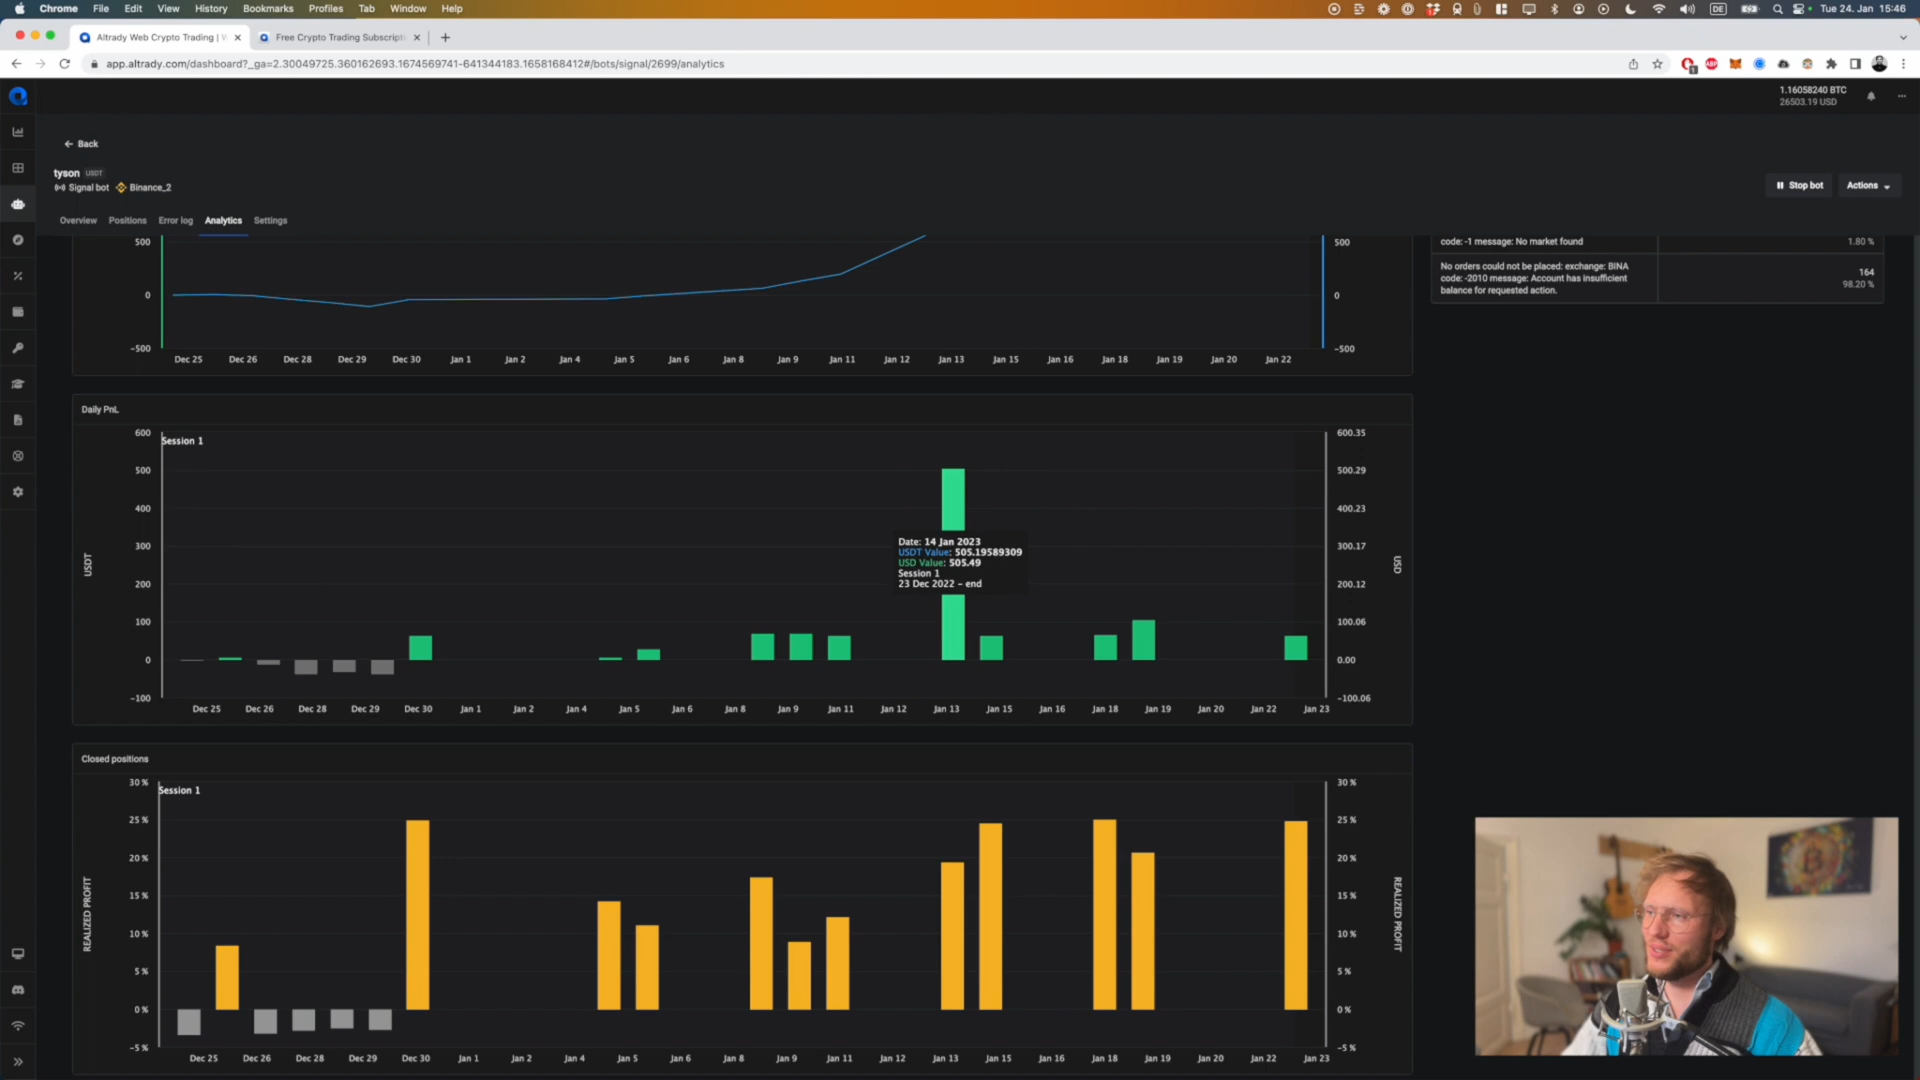 Chrome File Edit View History Bookmarks Profiles Tab Window Help DE Tue 24. Jan 15:46
Altrady Web Crypto Trading | Free Crypto Trading Subscripti
app.altrady.com/dashboard?_ga=2.30049725.360162693.1674569741-641344183.1658168412#/bots/signal/2699/analytics
1.16058240 BTC
26503.19 USD
Back
tyson USDT
Signal bot Binance_2
Stop bot Actions
Overview Positions Error log Analytics Settings
500
0
-500
Dec 25 Dec 26 Dec 28 Dec 29 Dec 30 Jan 1 Jan 2 Jan 4 Jan 5 Jan 6 Jan 8 Jan 9 Jan 11 Jan 12 Jan 13 Jan 15 Jan 16 Jan 18 Jan 19 Jan 20 Jan 22
500
0
-500
code: -1 message: No market found 1.80 %
No orders could not be placed: exchange: BINA
code: -2010 message: Account has insufficient
balance for requested action.
164
98.20 %
Daily PnL
Session 1
USDT
600
500
400
300
200
100
0
-100
Date: 14 Jan 2023
USDT Value: 505.19589309
USD Value: 505.49
Session 1
23 Dec 2022 - end
600.35
500.29
400.23
300.17
200.12
100.06
0.00
-100.06
USD
Dec 25 Dec 26 Dec 28 Dec 29 Dec 30 Jan 1 Jan 2 Jan 4 Jan 5 Jan 6 Jan 8 Jan 9 Jan 11 Jan 12 Jan 13 Jan 15 Jan 16 Jan 18 Jan 19 Jan 20 Jan 22 Jan 23
Closed positions
Session 1
REALIZED PROFIT
30 %
25 %
20 %
15 %
10 %
5 %
0 %
-5 %
30 %
25 %
20 %
15 %
10 %
5 %
0 %
-5 %
REALIZED PROFIT
Dec 25 Dec 26 Dec 28 Dec 29 Dec 30 Jan 1 Jan 2 Jan 4 Jan 5 Jan 6 Jan 8 Jan 9 Jan 11 Jan 12 Jan 13 Jan 15 Jan 16 Jan 18 Jan 19 Jan 20 Jan 22 Jan 23